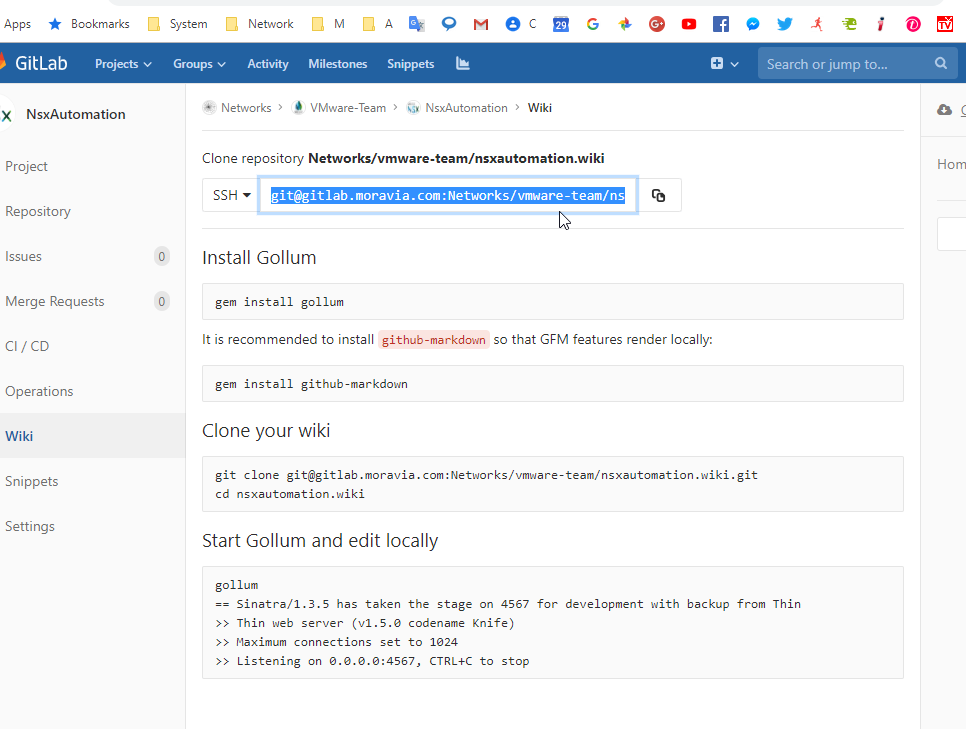 Apps Bookmarks System Network M A C 29 TV
GitLab Projects Groups Activity Milestones Snippets Search or jump to...
NsxAutomation
Project
Repository
Issues 0
Merge Requests 0
CI / CD
Operations
Wiki
Snippets
Settings
Networks > VMware-Team > NsxAutomation > Wiki
Clone repository Networks/vmware-team/nsxautomation.wiki
SSH git@gitlab.moravia.com:Networks/vmware-team/ns
Install Gollum
gem install gollum
It is recommended to install github-markdown so that GFM features render locally:
gem install github-markdown
Clone your wiki
git clone git@gitlab.moravia.com:Networks/vmware-team/nsxautomation.wiki.git
cd nsxautomation.wiki
Start Gollum and edit locally
gollum
== Sinatra/1.3.5 has taken the stage on 4567 for development with backup from Thin
>> Thin web server (v1.5.0 codename Knife)
>> Maximum connections set to 1024
>> Listening on 0.0.0.0:4567, CTRL+C to stop
Hom